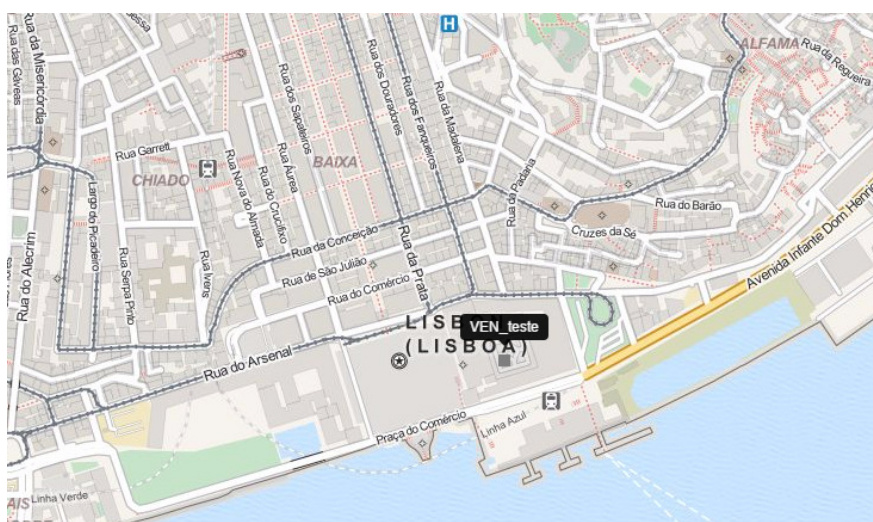 H
ALFAMA
Rua da Regueira
Rua da Misericórdia
Rua das Gáveas
Rua dos Sapateiros
Rua dos Douradores
Rua dos Fanqueiros
Rua da Madalena
Rua Garrett
BAIXA
CHIADO
Rua Áurea
Rua Nova do Almada
Rua do Crucifixo
Rua da Padaria
Largo do Picadeiro
Rua do Barão
Cruzes da Sé
Rua da Conceição
Rua da Prata
Rua do Alecrim
Rua Serpa Pinto
Rua Ivens
Rua de São Julião
Rua do Comércio
Avenida Infante Dom Henri
LISBO
VEN_teste
(LISBOA)
Rua do Arsenal
Praça do Comércio
Linha Azul
Linha Verde
AIS